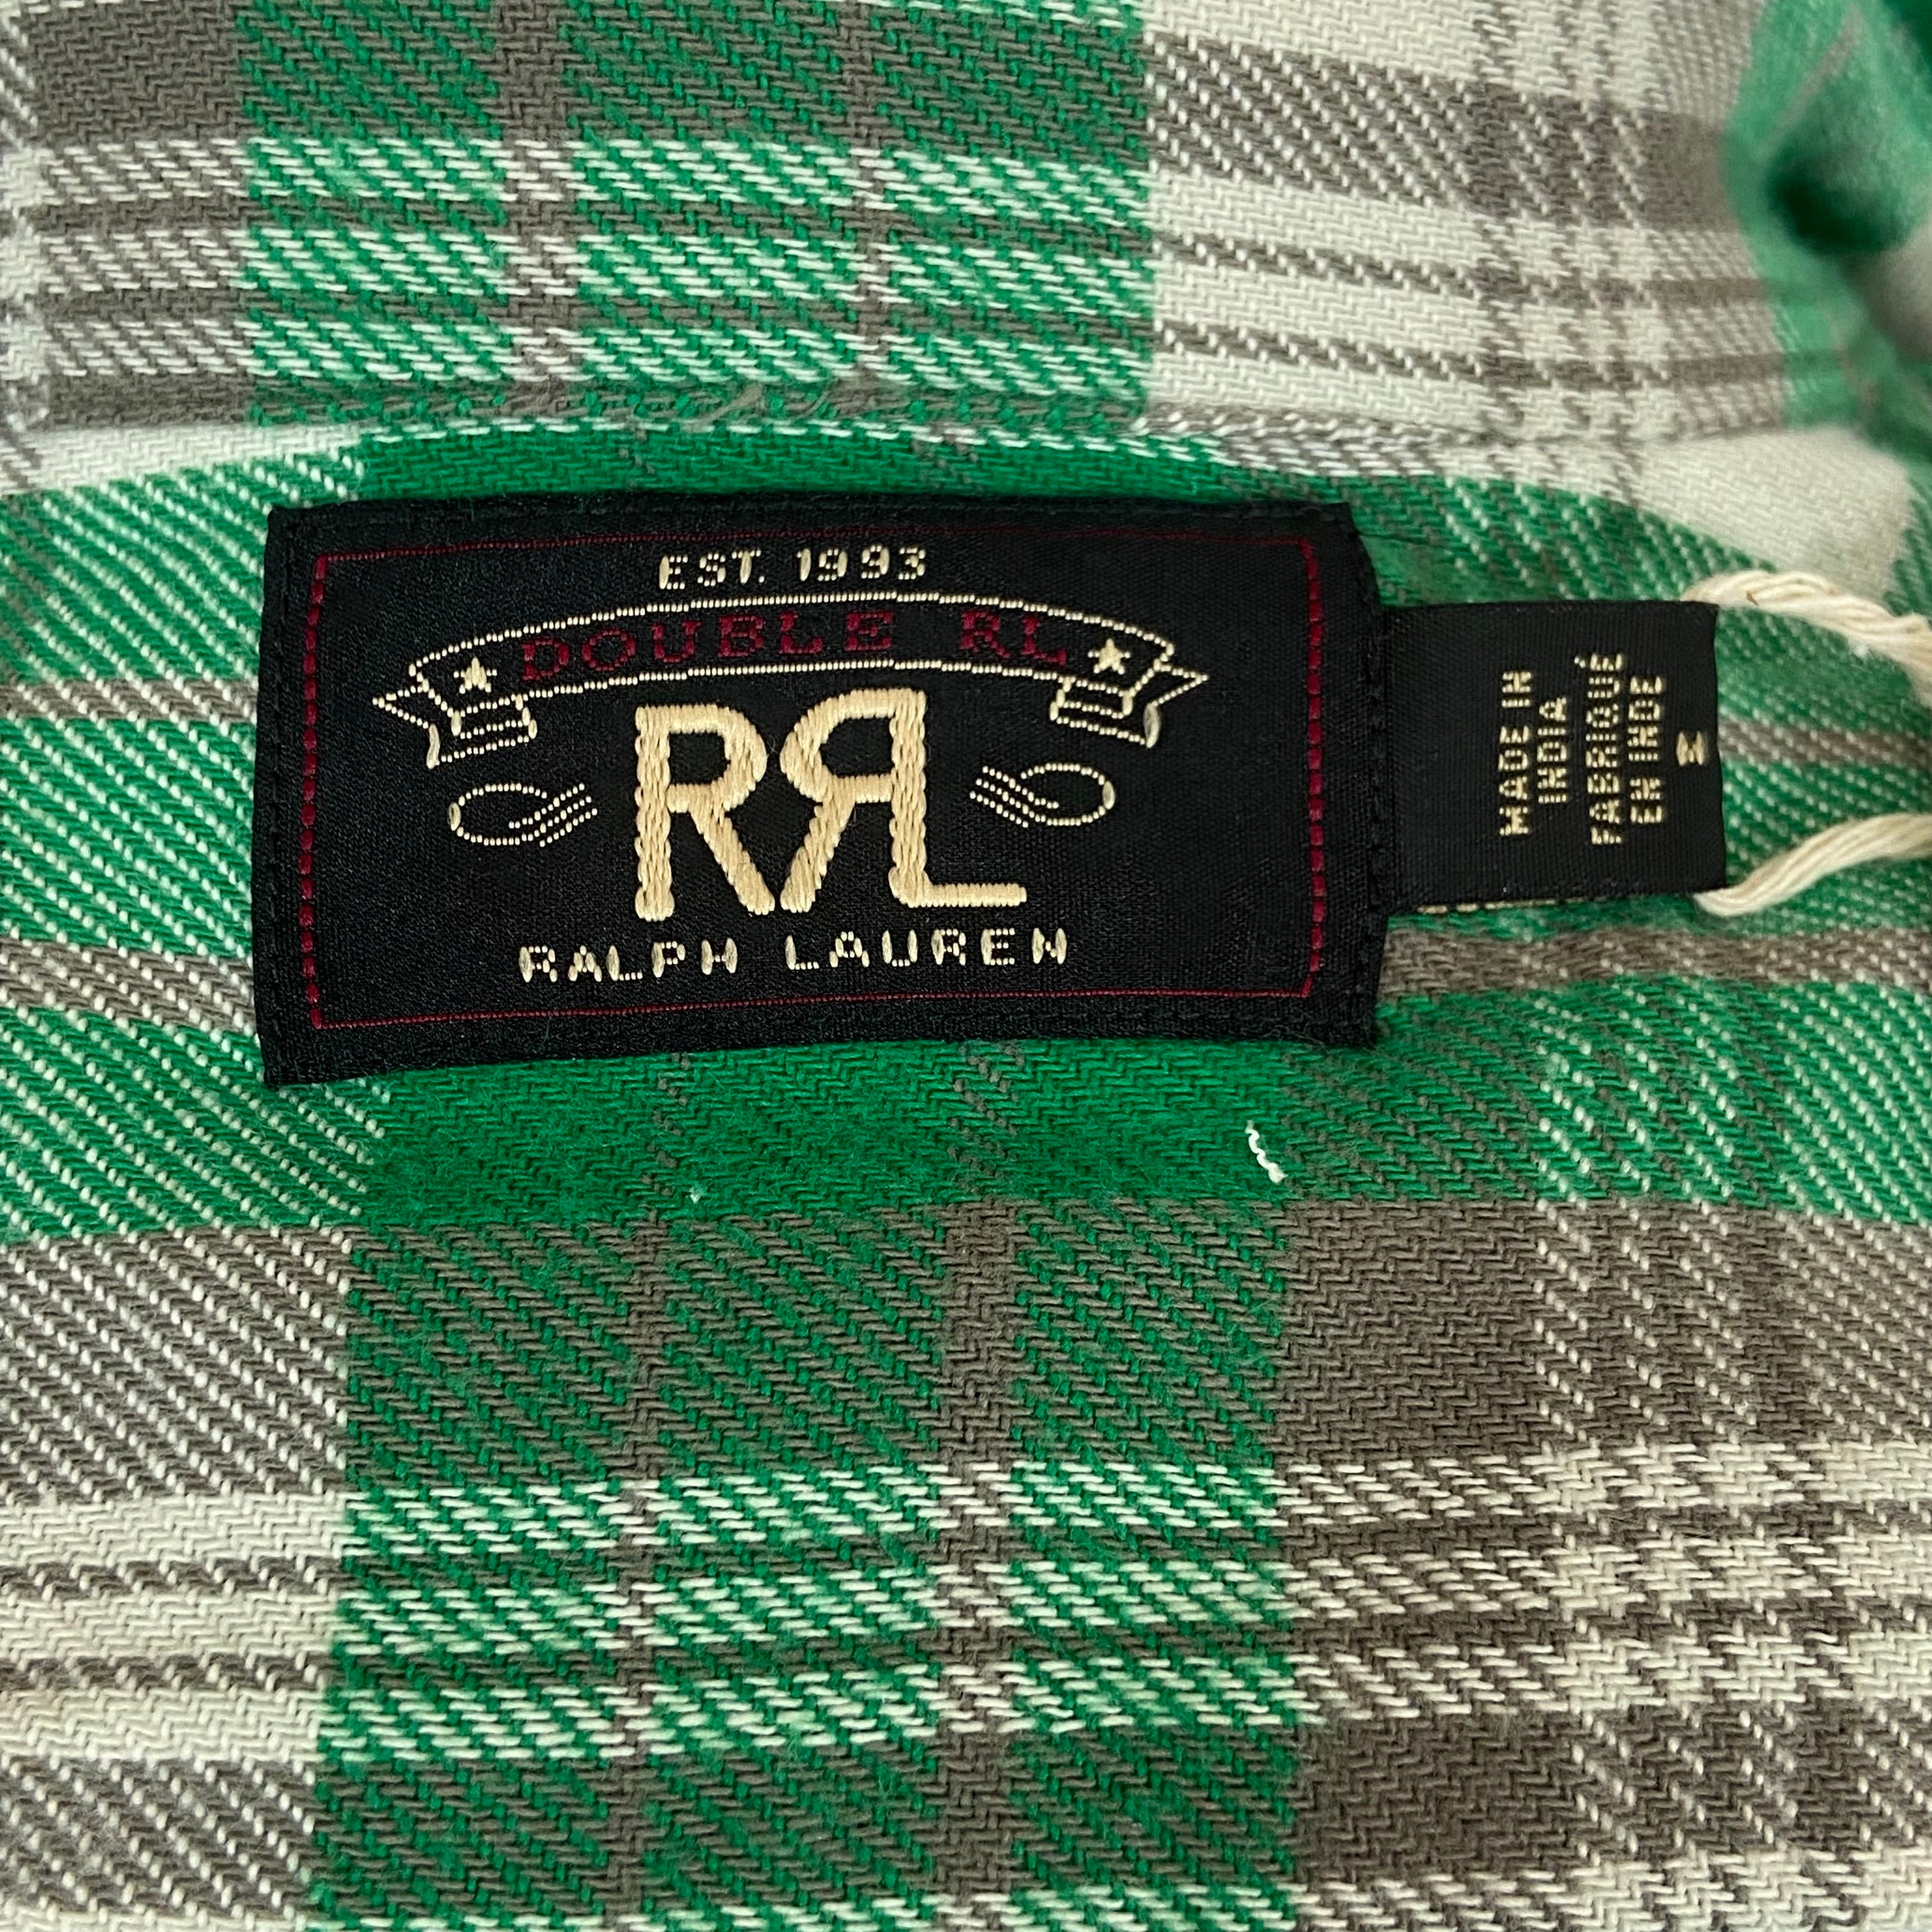 EST. 1993
DOUBLE RL
RRL
RALPH LAUREN
MADE IN
INDIA
FABRIQUÉ
EN INDE
M